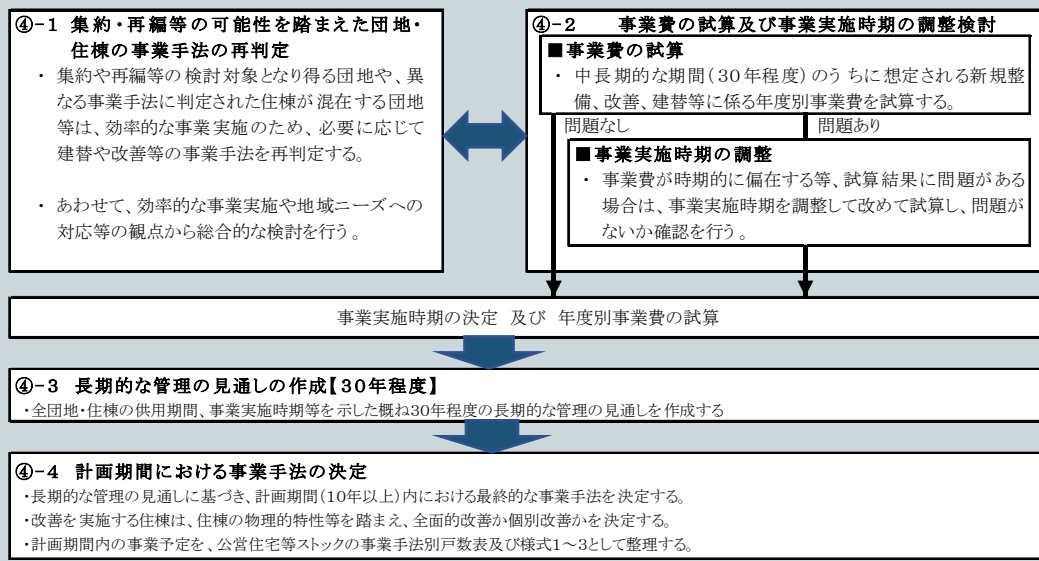 ④-1 集約・再編等の可能性を踏まえた団地・
住棟の事業手法の再判定
・ 集約や再編等の検討対象となり得る団地や、異
なる事業手法に判定された住棟が混在する団地
等は、効率的な事業実施のため、必要に応じて
建替や改善等の事業手法を再判定する。
・ あわせて、効率的な事業実施や地域ニーズへの
対応等の観点から総合的な検討を行う。
④-2 事業費の試算及び事業実施時期の調整検討
■事業費の試算
・ 中長期的な期間(30年程度)のうちに想定される新規整
備、改善、建替等に係る年度別事業費を試算する。
問題なし 問題あり
■事業実施時期の調整
・ 事業費が時期的に偏在する等、試算結果に問題がある
場合は、事業実施時期を調整して改めて試算し、問題が
ないか確認を行う。
事業実施時期の決定 及び 年度別事業費の試算
④-3 長期的な管理の見通しの作成【30年程度】
・全団地・住棟の供用期間、事業実施時期等を示した概ね30年程度の長期的な管理の見通しを作成する
④-4 計画期間における事業手法の決定
・長期的な管理の見通しに基づき、計画期間(10年以上)内における最終的な事業手法を決定する。
・改善を実施する住棟は、住棟の物理的特性等を踏まえ、全面的改善か個別改善かを決定する。
・計画期間内の事業予定を、公営住宅等ストックの事業手法別戸数表及び様式1~3として整理する。